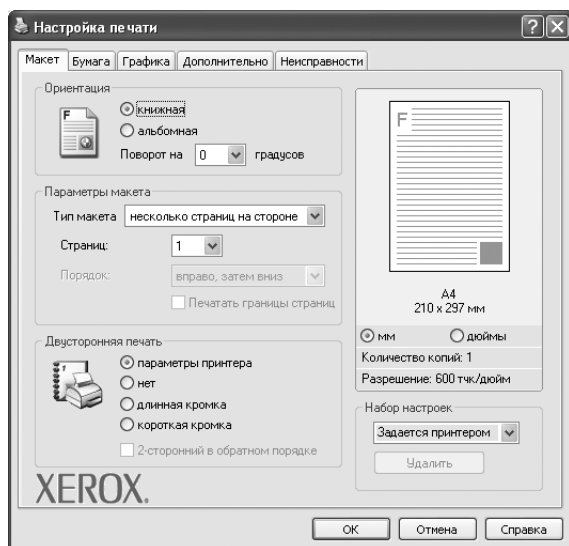 Настройка печати
Макет Бумага Графика Дополнительно Неисправности
Ориентация
F
книжная
альбомная
Поворот на 0 градусов
Параметры макета
Тип макета несколько страниц на стороне
Страниц: 1
Порядок: вправо, затем вниз
Печатать границы страниц
Двусторонняя печать
параметры принтера
нет
длинная кромка
короткая кромка
2-сторонний в обратном порядке
XEROX.
F
A4
210 x 297 мм
мм дюймы
Количество копий: 1
Разрешение: 600 тчк/дюйм
Набор настроек
Задается принтером
Удалить
OK Отмена Справка